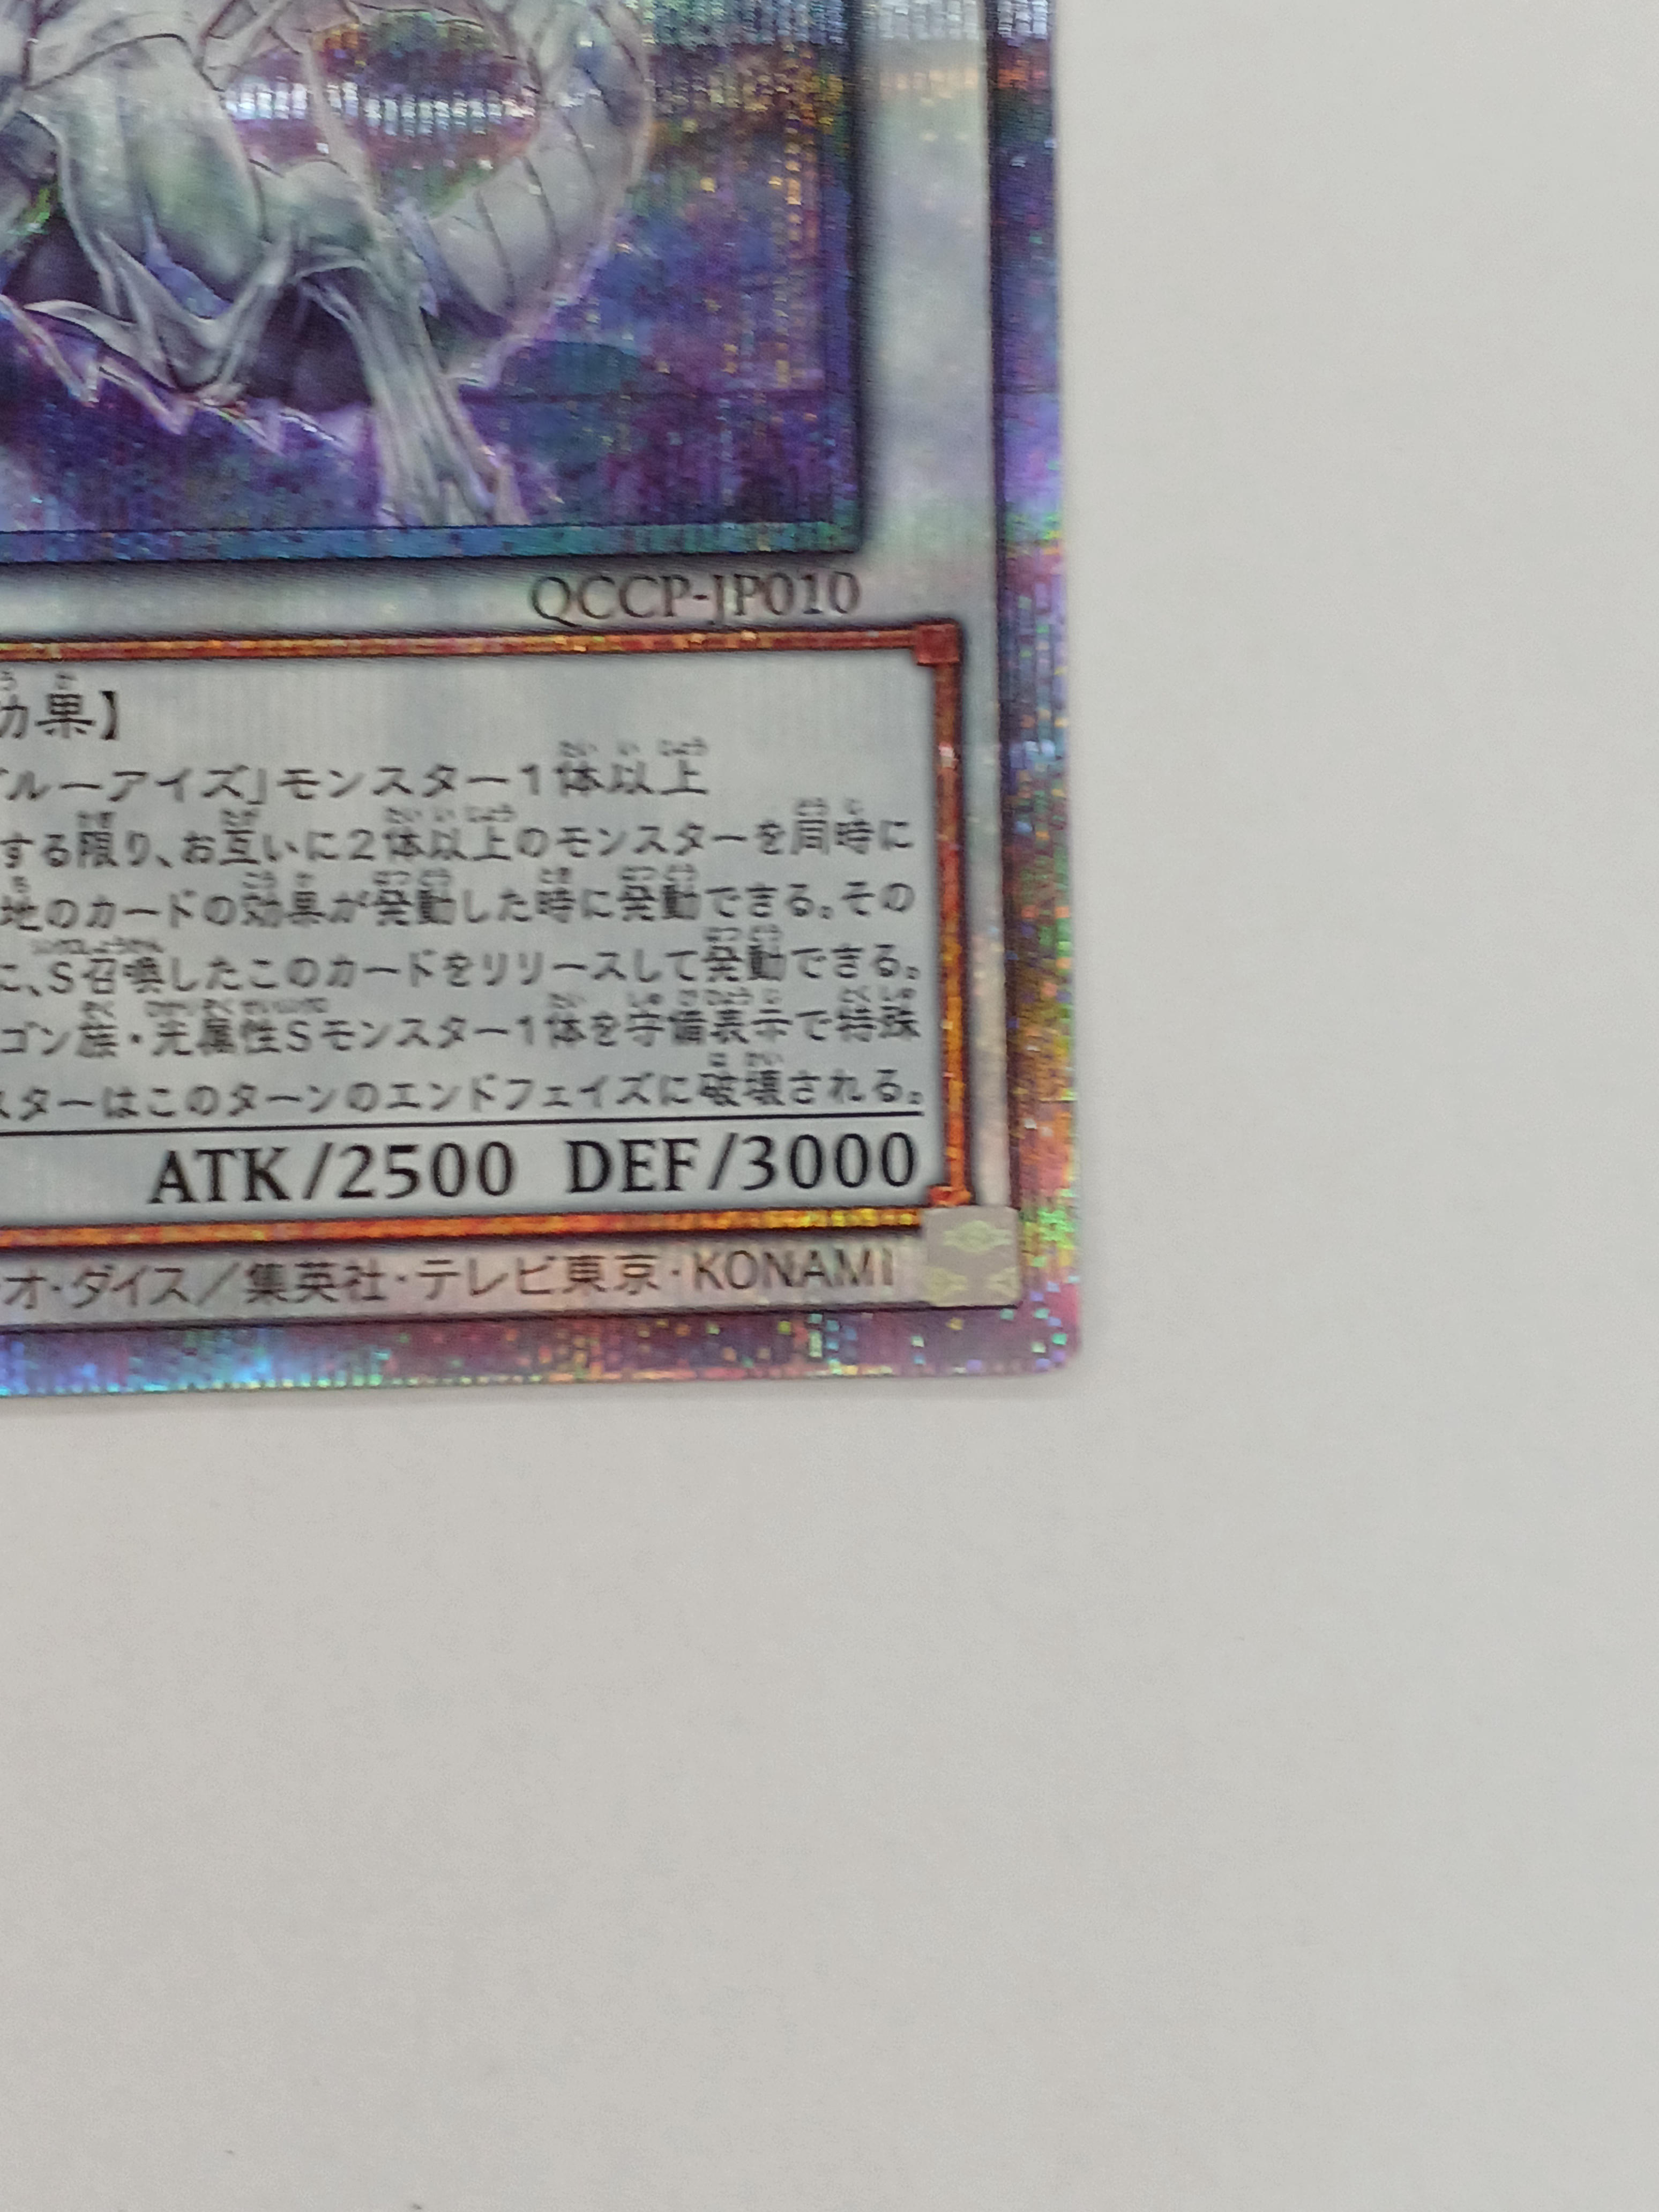 QCCP-JP010
効果】
ブルーアイズ」モンスター1体以上
する限り、お互いに2体以上のモンスターを同時に
地のカードの効果が発動した時に発動できる。その
に、S召喚したこのカードをリリースして発動できる。
ゴン族・光属性Sモンスター1体を守備表示で特殊
スターはこのターンのエンドフェイズに破壊される。
ATK/2500 DEF/3000
オ・ダイス／集英社・テレビ東京・KONAMI